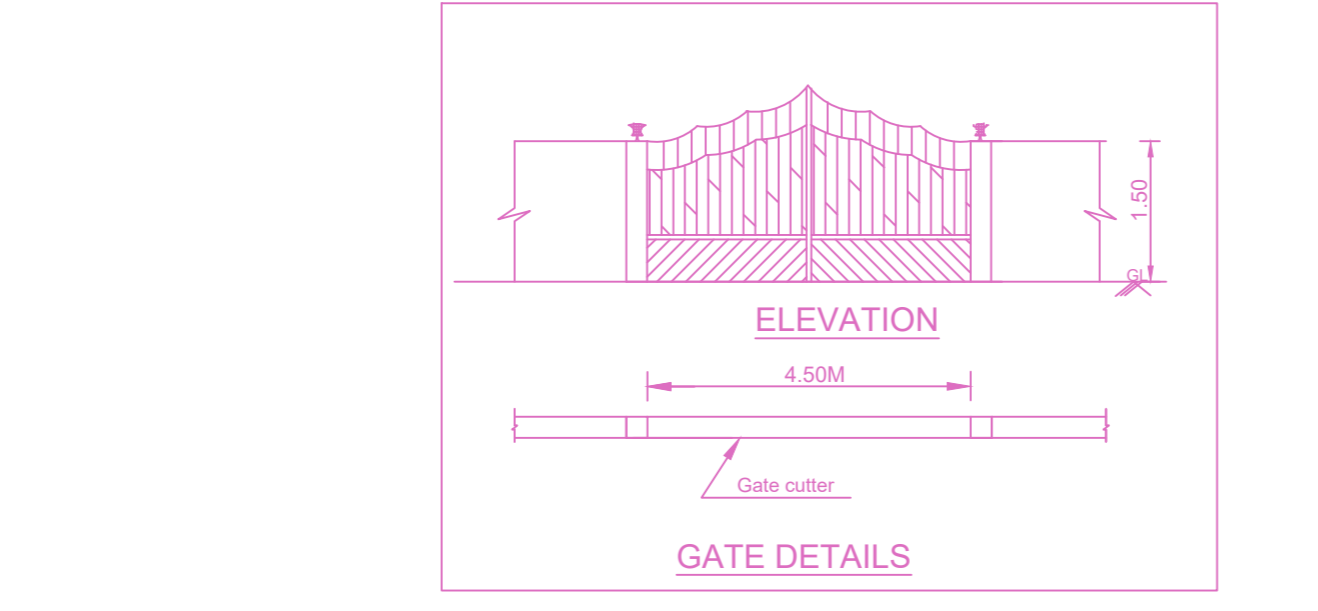 1.50
GL
ELEVATION
4.50M
Gate cutter
GATE DETAILS